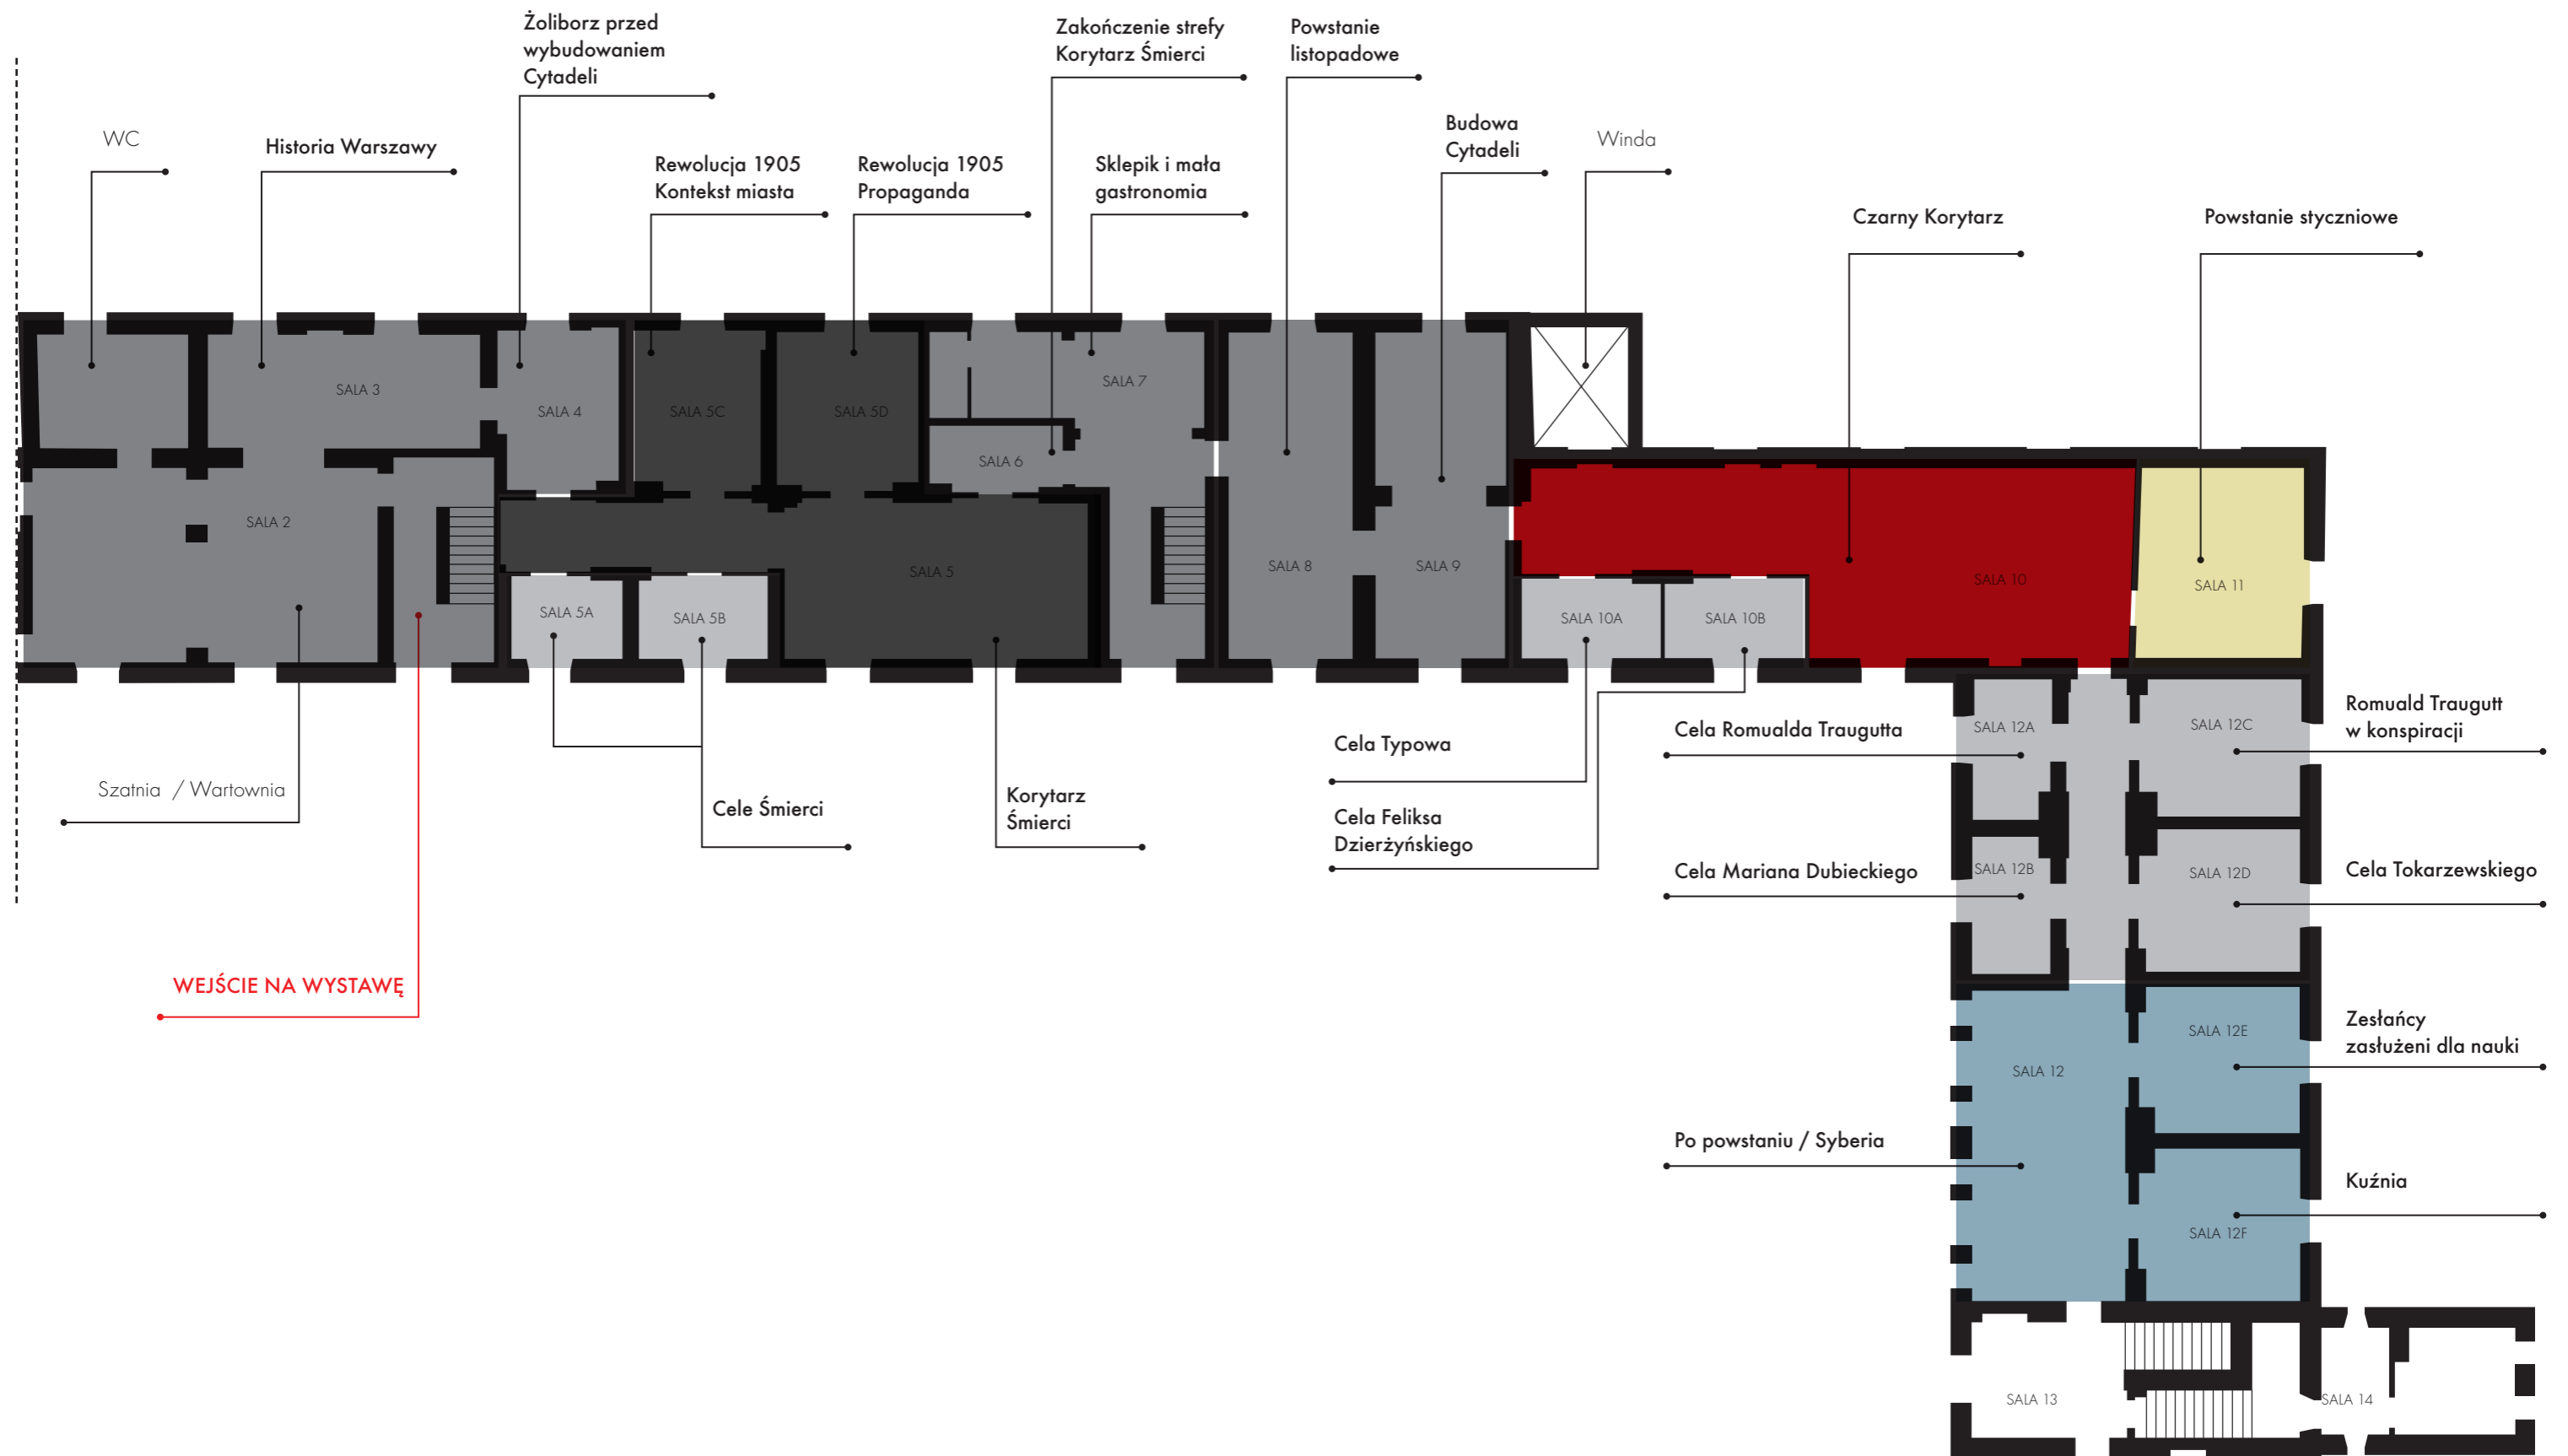 Żoliborz przed
wybudowaniem
Cytadeli
Zakończenie strefy
Korytarz Śmierci
Powstanie
listopadowe
WC
Historia Warszawy
Rewolucja 1905
Kontekst miasta
Rewolucja 1905
Propaganda
Sklepik i mała
gastronomia
Budowa
Cytadeli
Winda
Czarny Korytarz
Powstanie styczniowe
SALA 3
SALA 4
SALA 5C
SALA 5D
SALA 7
SALA 6
SALA 2
SALA 5
SALA 8
SALA 9
SALA 10
SALA 11
SALA 5A
SALA 5B
SALA 10A
SALA 10B
Szatnia / Wartownia
Cele Śmierci
Korytarz
Śmierci
Cela Typowa
Cela Feliksa
Dzierżyńskiego
Cela Romualda Traugutta
SALA 12A
SALA 12C
Romuald Traugutt
w konspiracji
Cela Mariana Dubieckiego
SALA 12B
SALA 12D
Cela Tokarzewskiego
WEJŚCIE NA WYSTAWĘ
SALA 12
SALA 12E
Zesłańcy
zasłużeni dla nauki
Po powstaniu / Syberia
Kuźnia
SALA 12F
SALA 13
SALA 14